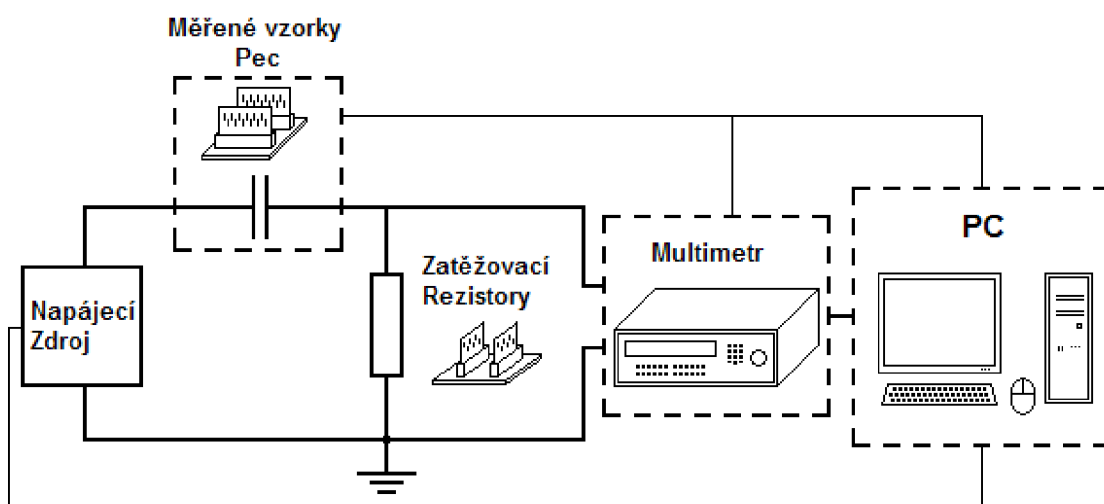 Měřené vzorky
Pec
Napájecí
Zdroj
Zatěžovací
Rezistory
Multimetr
PC